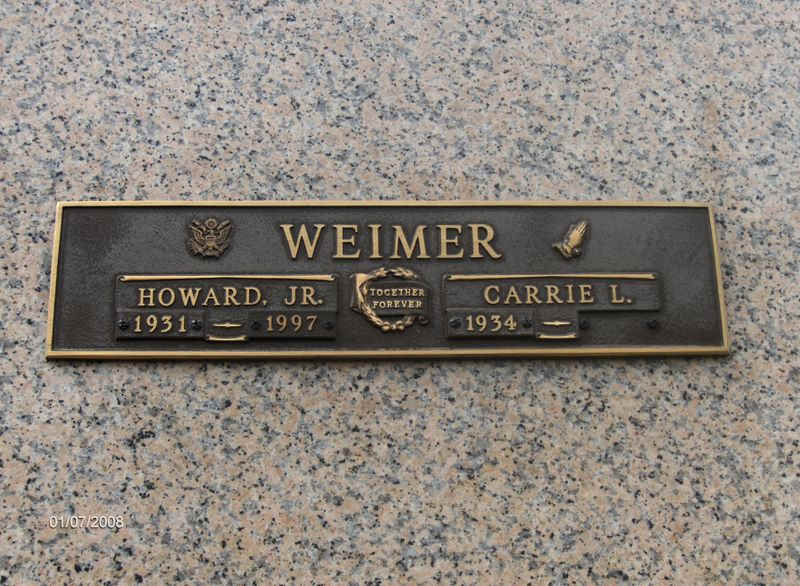 WEIMER
HOWARD, JR.
1931 – 1997
TOGETHER
FOREVER
CARRIE L.
1934 –
01/07/2008